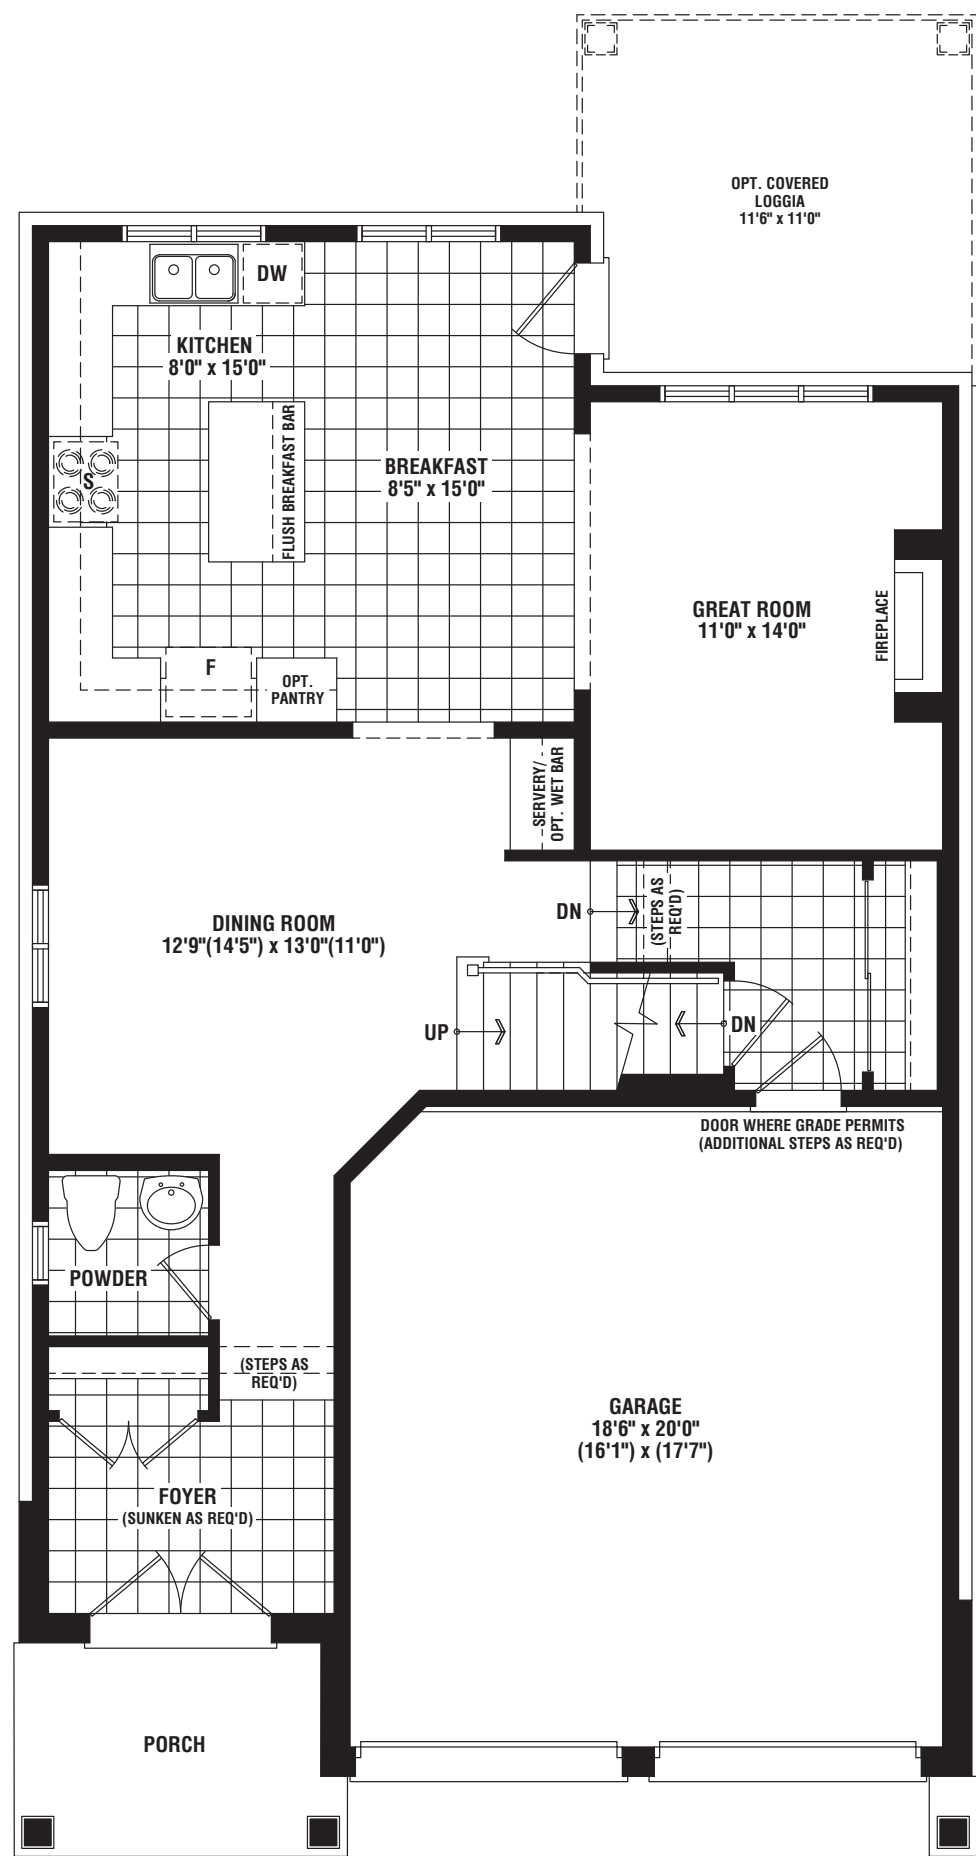 OPT. COVERED
LOGGIA
11'6" x 11'0"
DW
KITCHEN
8'0" x 15'0"
FLUSH BREAKFAST BAR
BREAKFAST
8'5" x 15'0"
S
GREAT ROOM
11'0" x 14'0"
FIREPLACE
F
OPT.
PANTRY
SERVERY/
OPT. WET BAR
DINING ROOM
12'9"(14'5") x 13'0"(11'0")
DN
(STEPS AS
REQ'D)
UP
DN
DOOR WHERE GRADE PERMITS
(ADDITIONAL STEPS AS REQ'D)
POWDER
(STEPS AS
REQ'D)
GARAGE
18'6" x 20'0"
(16'1") x (17'7")
FOYER
(SUNKEN AS REQ'D)
PORCH